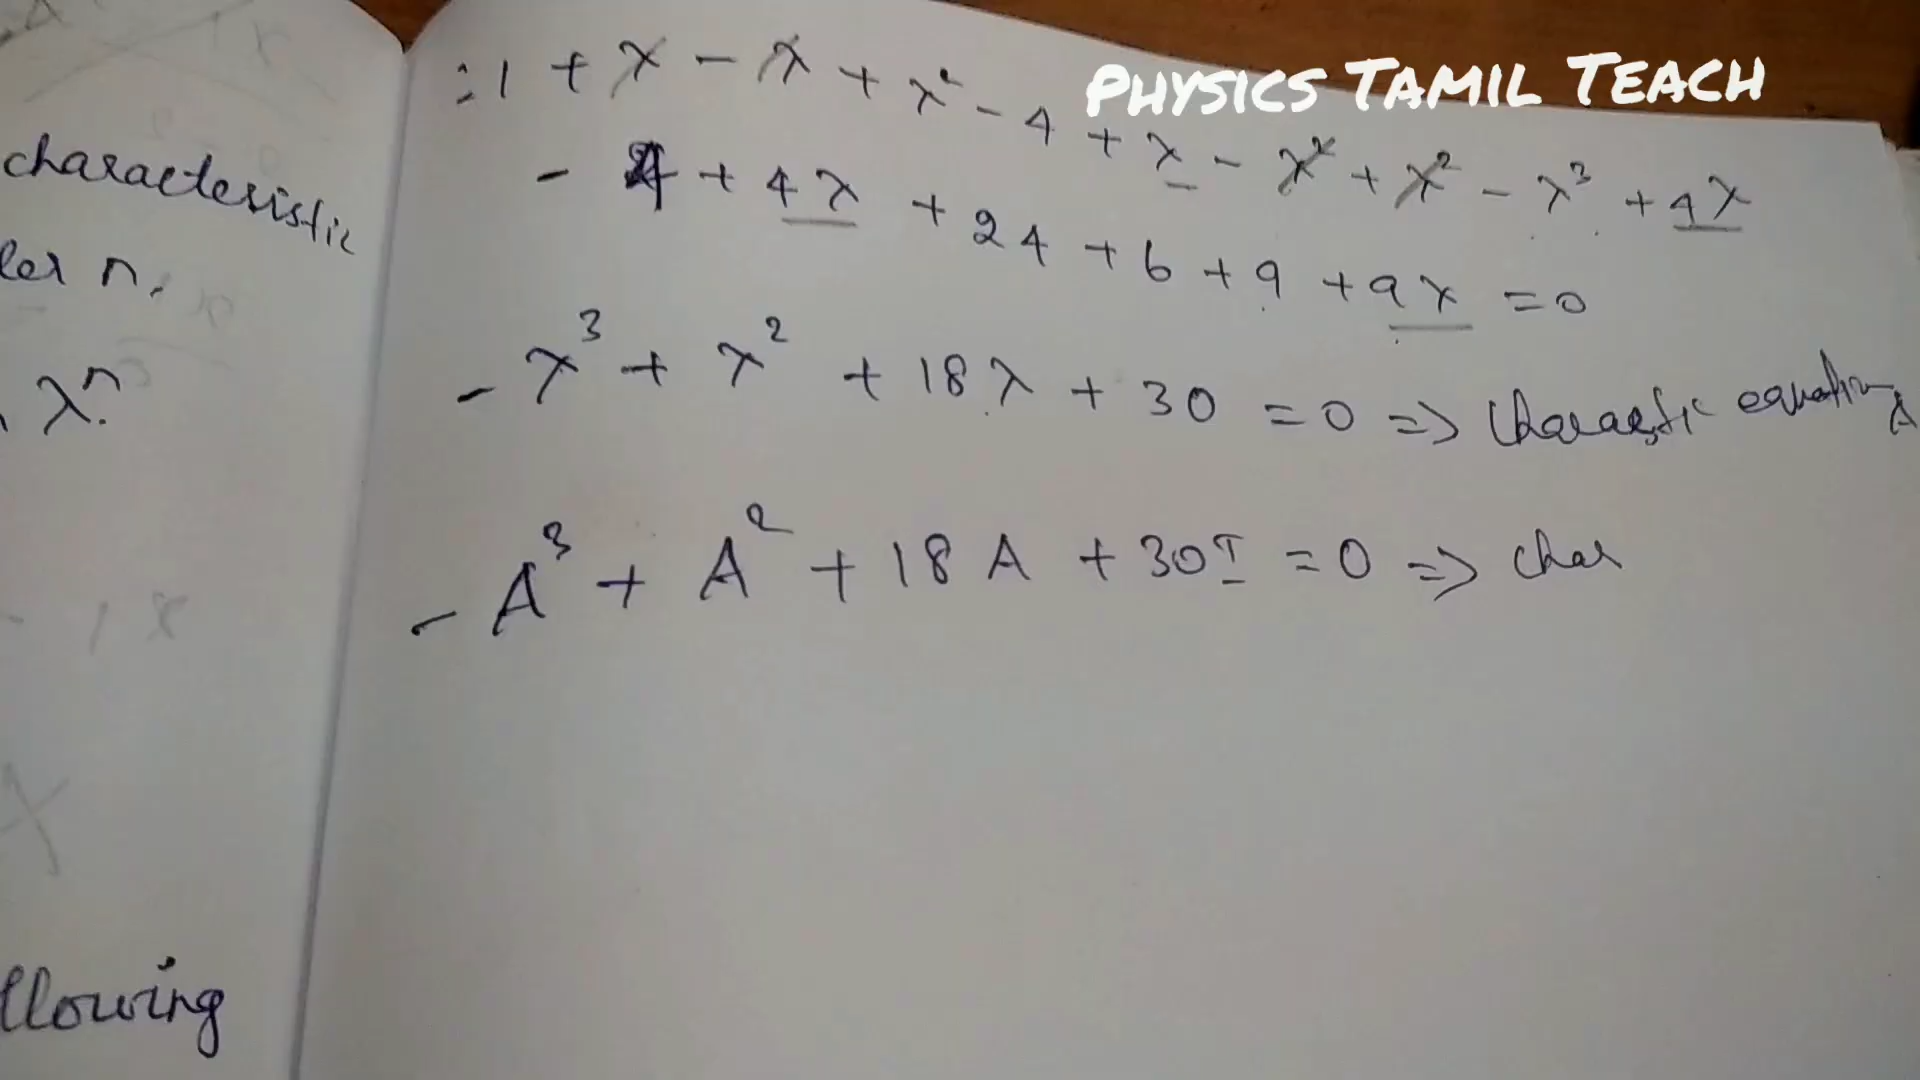 PHYSICS TAMIL TEACH
characteristic
n.
λⁿ.
llowing
=1 + λ - λ + λ² - 4 + λ - λ² + λ² - λ³ + 4λ
- 4 + 4λ + 24 + 6 + 9 + 9λ = 0
- λ³ + λ² + 18λ + 30 = 0 => equation
- A³ + A² + 18A + 30I = 0 => char